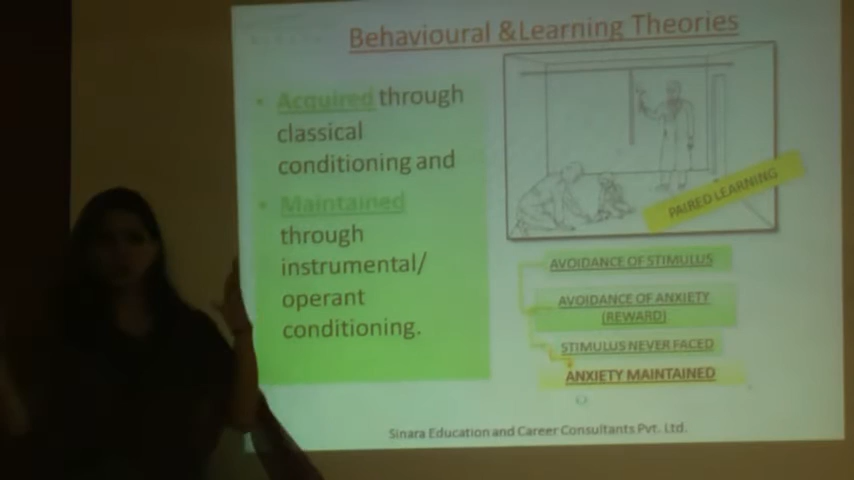 Behavioural &Learning Theories
• Acquired through
classical
conditioning and
• Maintained
through
instrumental/
operant
conditioning.
PAIRED LEARNING
AVOIDANCE OF STIMULUS
AVOIDANCE OF ANXIETY
(REWARD)
STIMULUS NEVER FACED
ANXIETY MAINTAINED
Sinara Education and Career Consultants Pvt. Ltd.